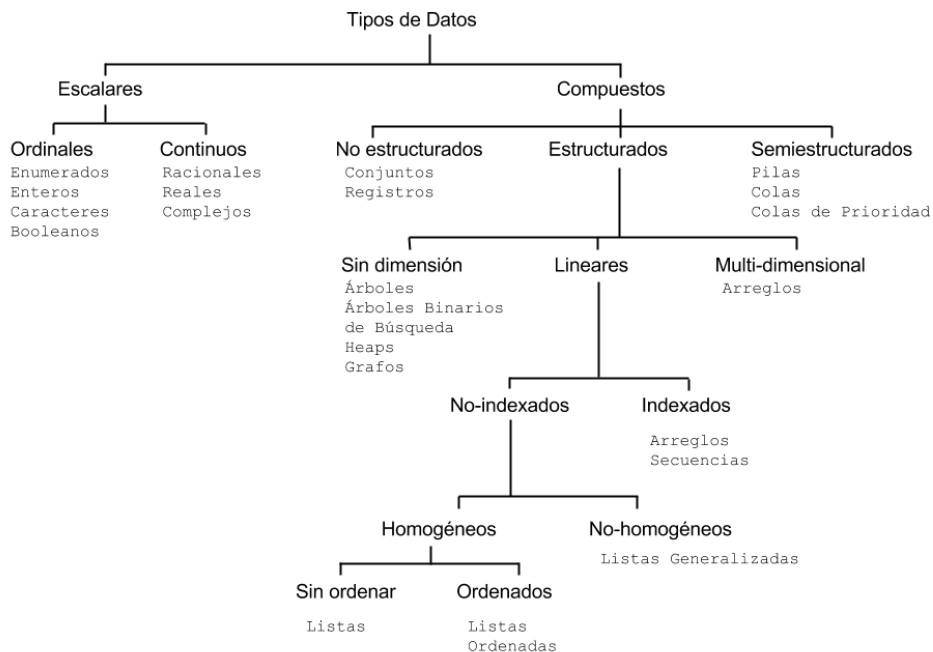 Tipos de Datos
Escalares
Compuestos
Ordinales
Enumerados
Enteros
Caracteres
Booleanos
Continuos
Racionales
Reales
Complejos
No estructurados
Conjuntos
Registros
Estructurados
Semiestructurados
Pilas
Colas
Colas de Prioridad
Sin dimensión
Árboles
Árboles Binarios
de Búsqueda
Heaps
Grafos
Lineares
Multi-dimensional
Arreglos
No-indexados
Indexados
Arreglos
Secuencias
Homogéneos
No-homogéneos
Listas Generalizadas
Sin ordenar
Listas
Ordenados
Listas
Ordenadas